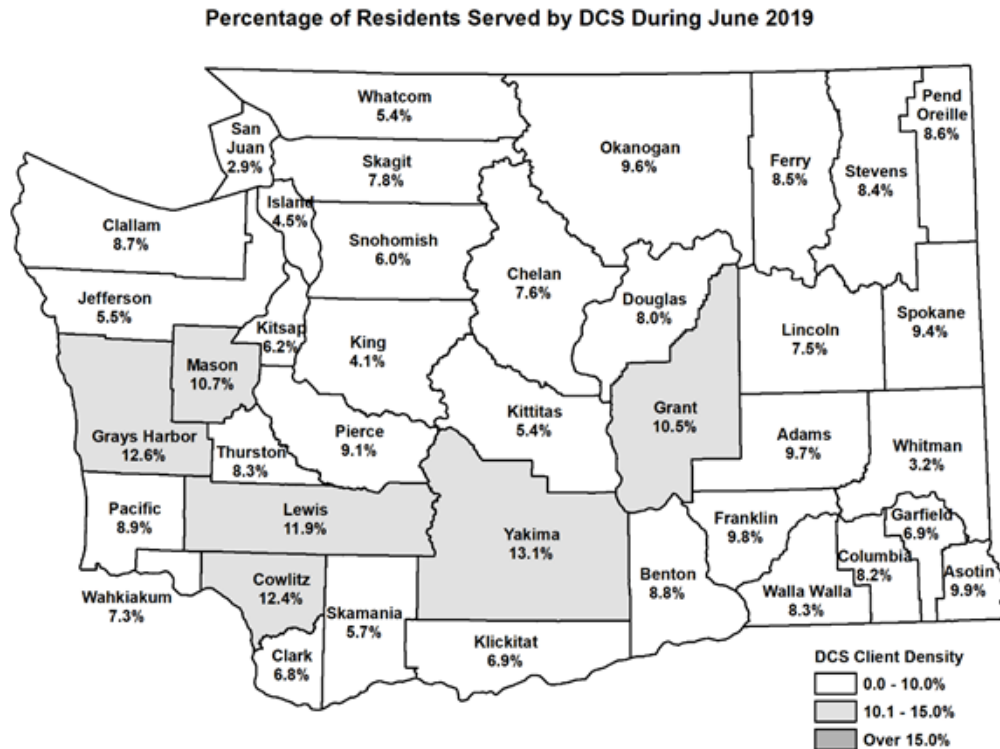 Percentage of Residents Served by DCS During June 2019
Whatcom
5.4%
San
Juan
2.9%
Skagit
7.8%
Island
4.5%
Okanogan
9.6%
Ferry
8.5%
Stevens
8.4%
Pend
Oreille
8.6%
Clallam
8.7%
Snohomish
6.0%
Chelan
7.6%
Douglas
8.0%
Jefferson
5.5%
Kitsap
6.2%
King
4.1%
Lincoln
7.5%
Spokane
9.4%
Mason
10.7%
Grays Harbor
12.6%
Thurston
8.3%
Pierce
9.1%
Kittitas
5.4%
Grant
10.5%
Adams
9.7%
Whitman
3.2%
Pacific
8.9%
Lewis
11.9%
Yakima
13.1%
Franklin
9.8%
Garfield
6.9%
Columbia
8.2%
Asotin
9.9%
Wahkiakum
7.3%
Cowlitz
12.4%
Skamania
5.7%
Benton
8.8%
Walla Walla
8.3%
Clark
6.8%
Klickitat
6.9%
DCS Client Density
0.0 - 10.0%
10.1 - 15.0%
Over 15.0%